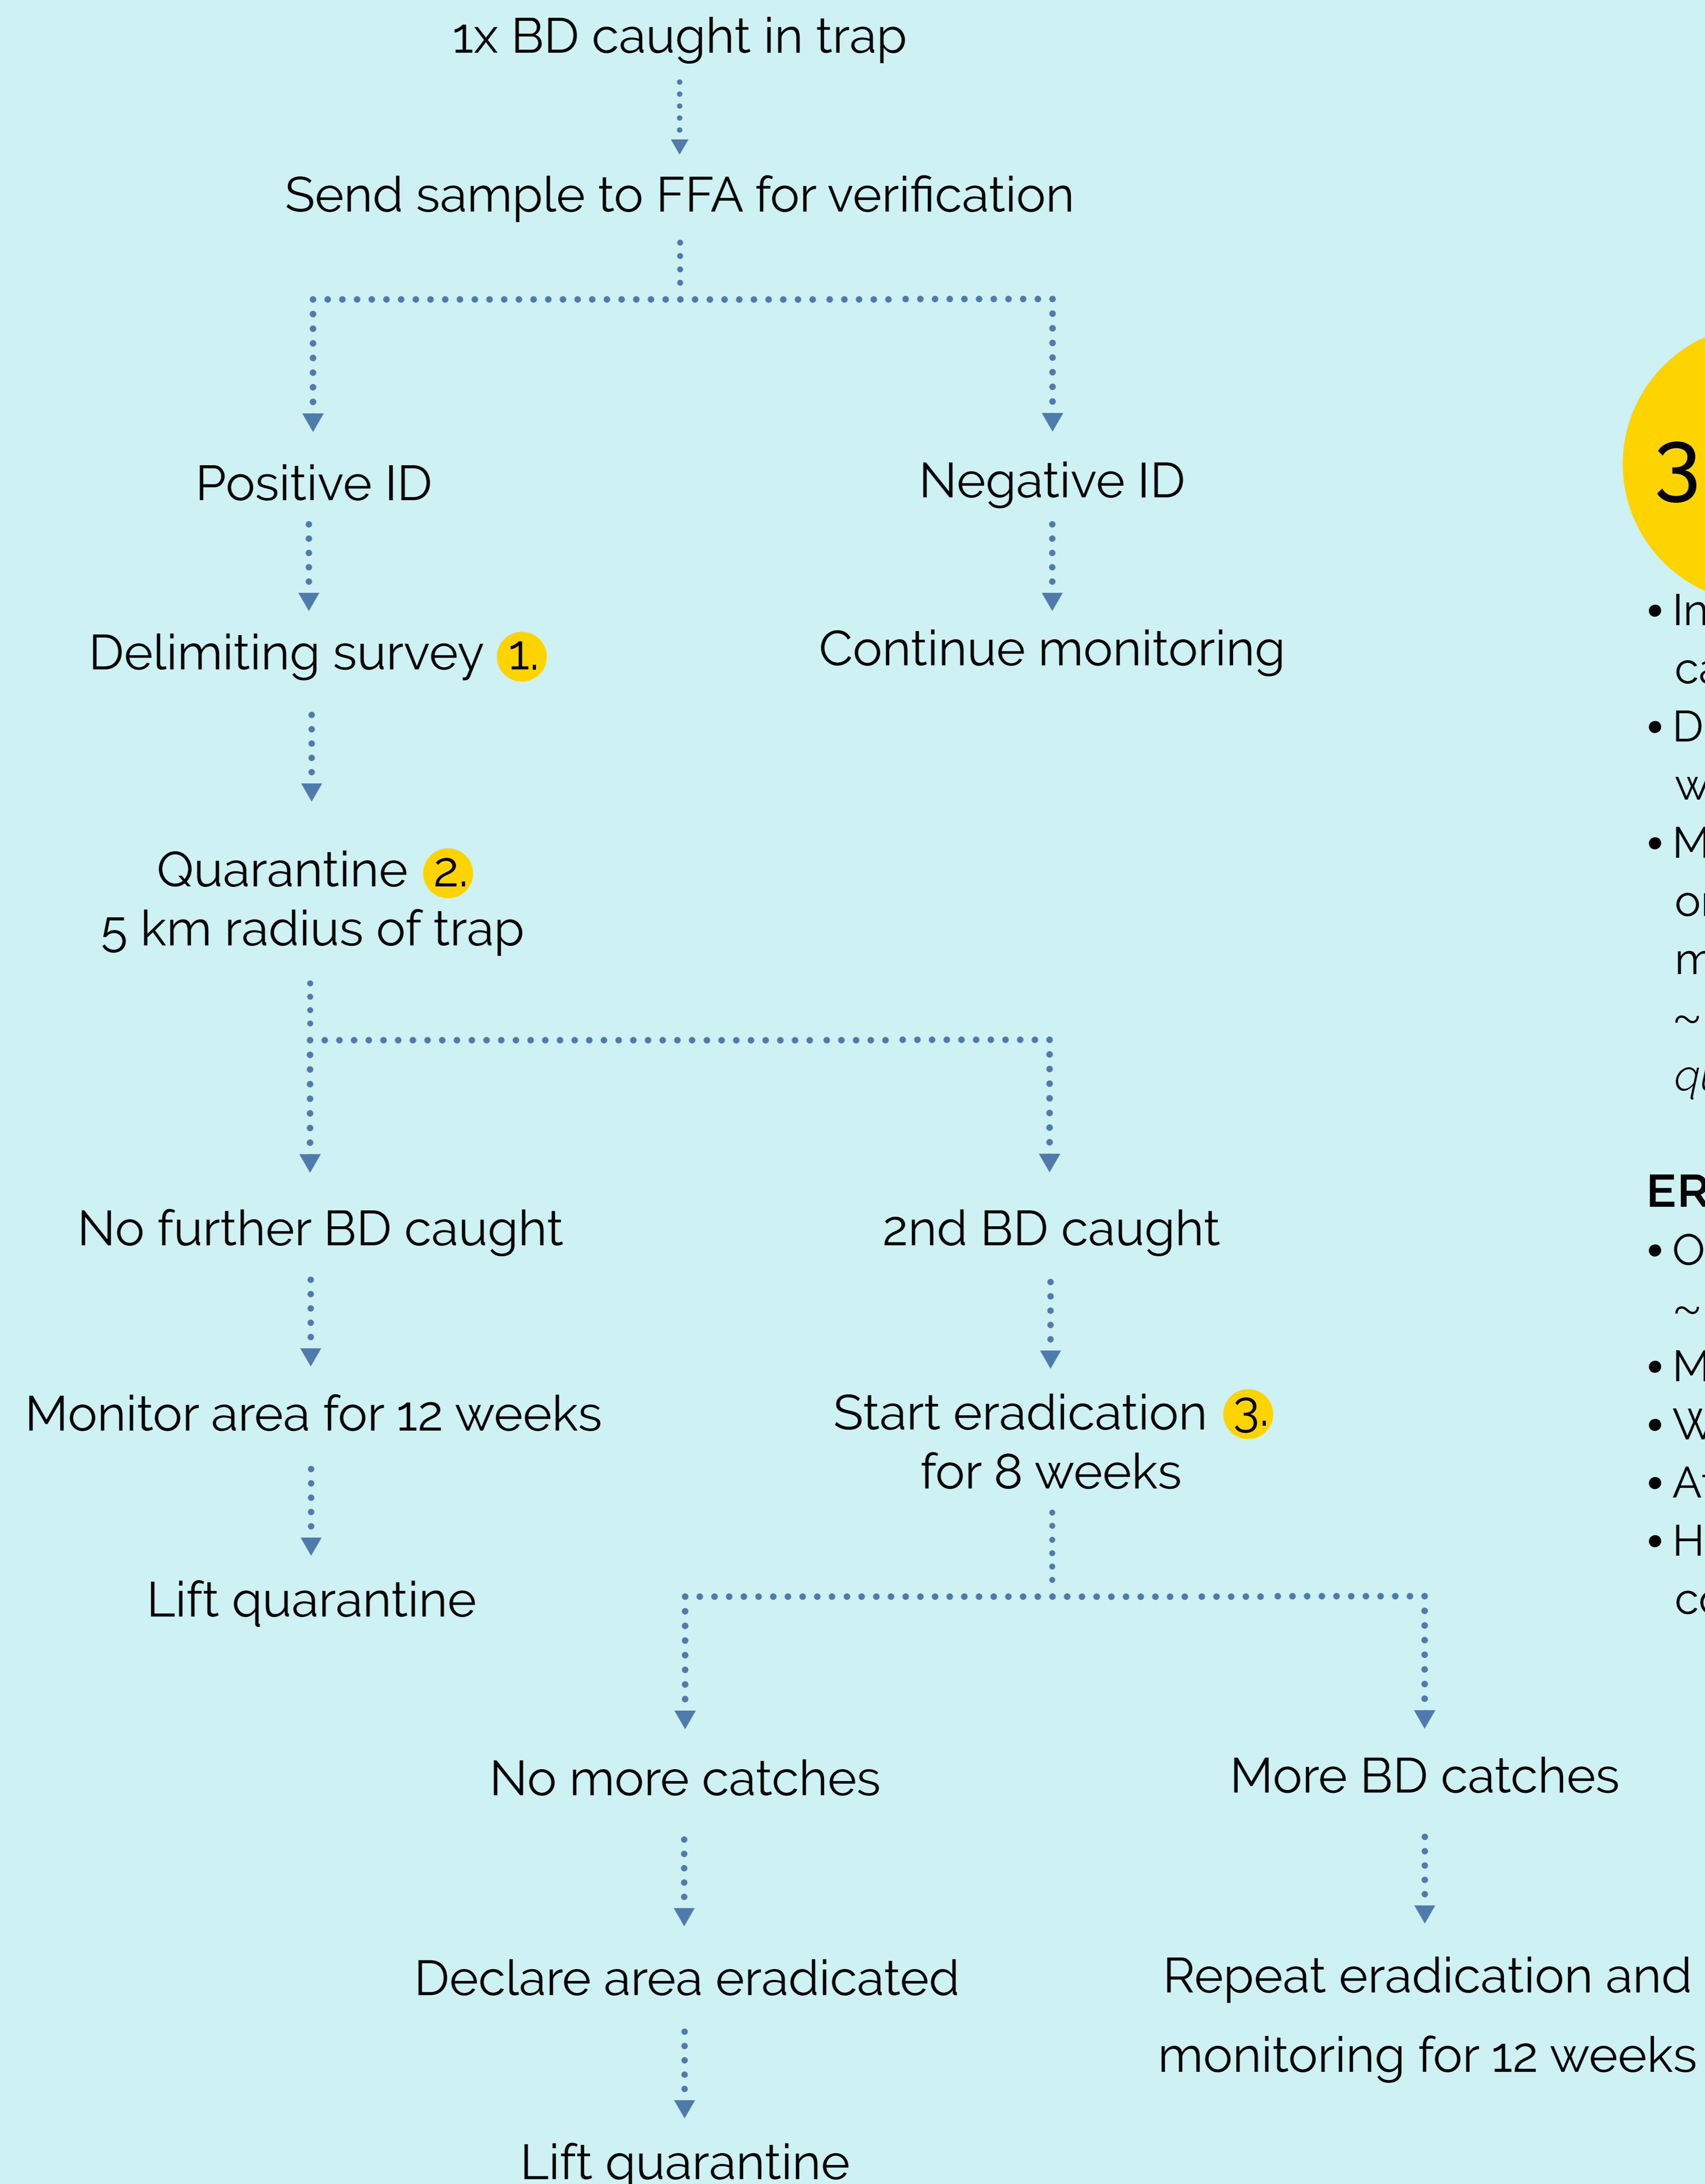 1x BD caught in trap
Send sample to FFA for verification
Positive ID
Negative ID
Delimiting survey 1.
Continue monitoring
Quarantine 2.
5 km radius of trap
No further BD caught
2nd BD caught
Monitor area for 12 weeks
Start eradication 3.
for 8 weeks
Lift quarantine
No more catches
More BD catches
Declare area eradicated
Repeat eradication and
monitoring for 12 weeks
Lift quarantine
3